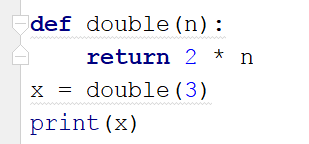 def double(n):
    return 2 * n
x = double(3)
print(x)